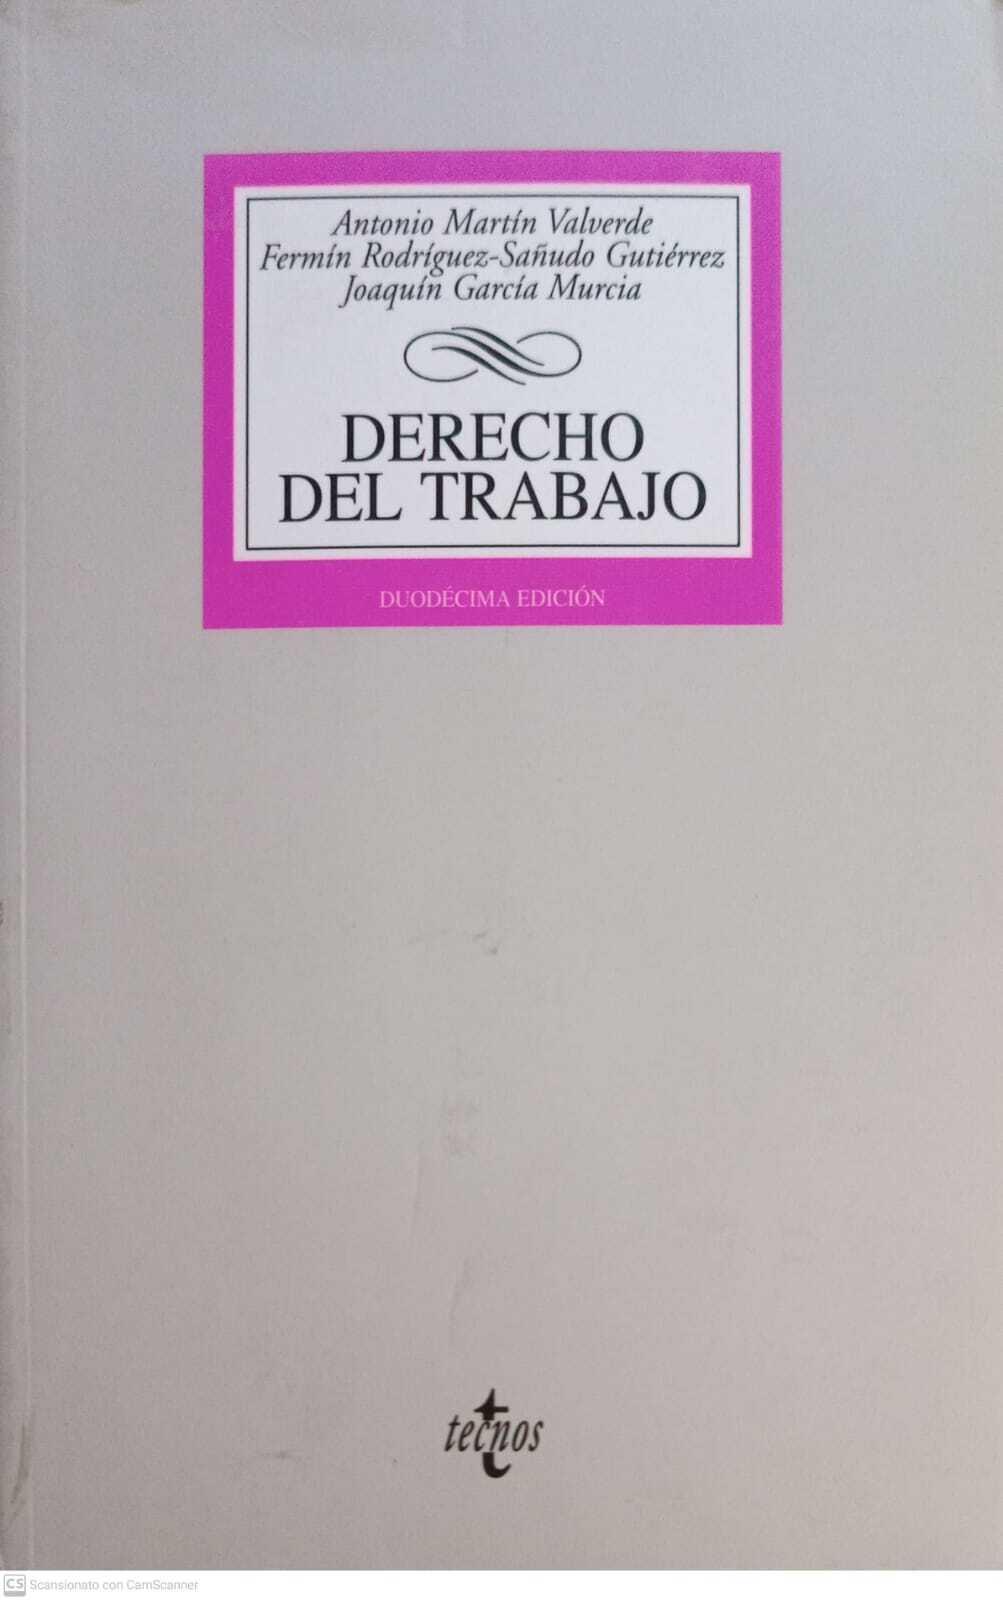 Antonio Martín Valverde
Fermín Rodríguez-Sañudo Gutiérrez
Joaquín García Murcia
DERECHO
DEL TRABAJO
DUODÉCIMA EDICIÓN
tecnos
CS Scansionato con CamScanner